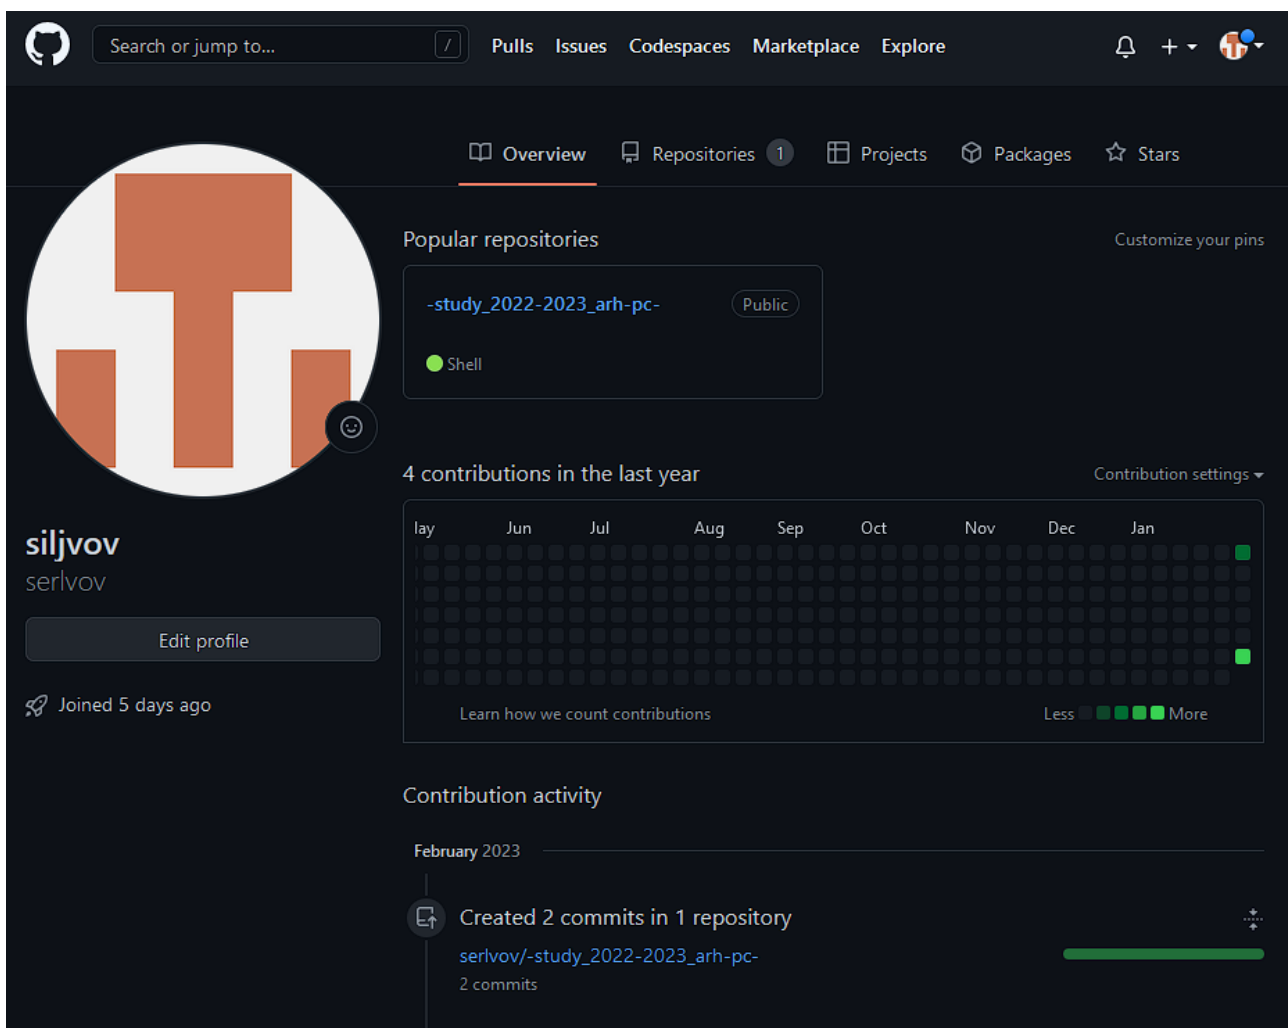 Search or jump to... / Pulls Issues Codespaces Marketplace Explore
Overview Repositories 1 Projects Packages Stars
Popular repositories Customize your pins
-study_2022-2023_arh-pc- Public
Shell
4 contributions in the last year Contribution settings
lay Jun Jul Aug Sep Oct Nov Dec Jan
siljvov
serlvov
Edit profile
Joined 5 days ago
Learn how we count contributions Less More
Contribution activity
February 2023
Created 2 commits in 1 repository
serlvov/-study_2022-2023_arh-pc-
2 commits